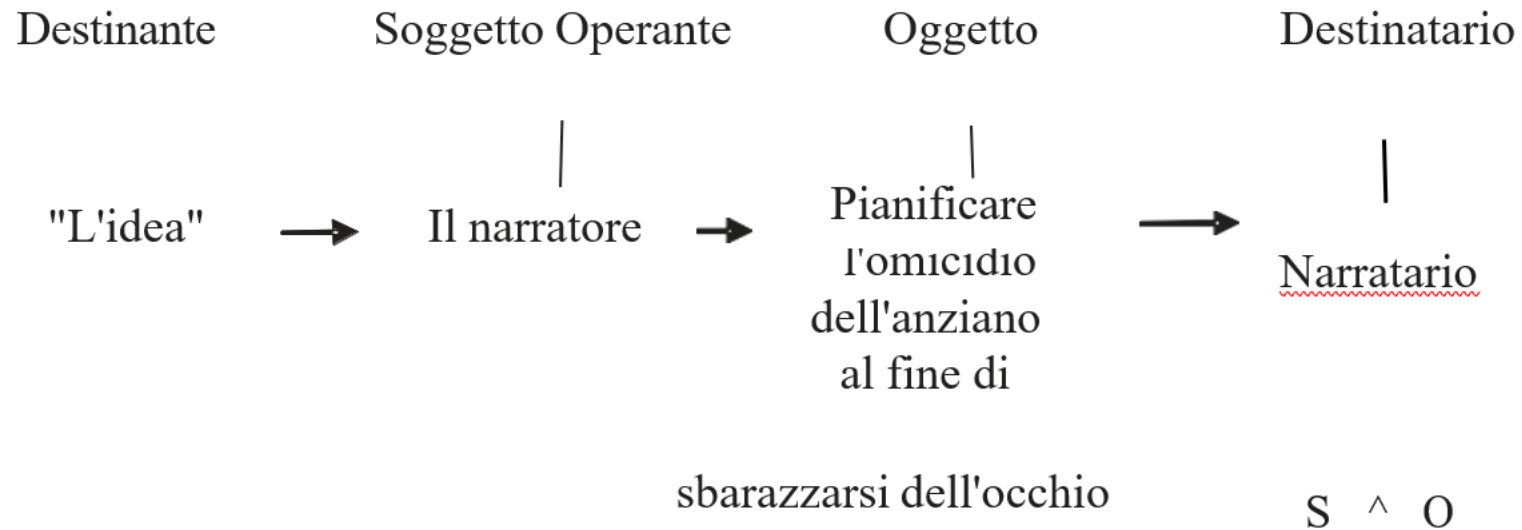 Destinante Soggetto Operante Oggetto Destinatario
"L'idea" Il narratore Pianificare
l'omicidio
dell'anziano
al fine di
Narratario
sbarazzarsi dell'occhio
S ^ O